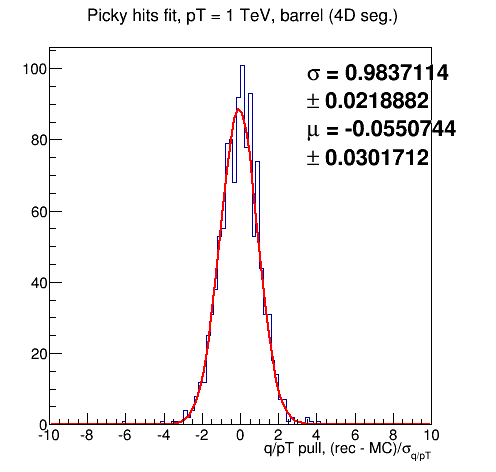 Picky hits fit, pT = 1 TeV, barrel (4D seg.)
σ = 0.9837114
± 0.0218882
μ = -0.0550744
± 0.0301712
100
80
60
40
20
0
-10 -8 -6 -4 -2 0 2 4 6 8 10
q/pT pull, (rec - MC)/σq/pT